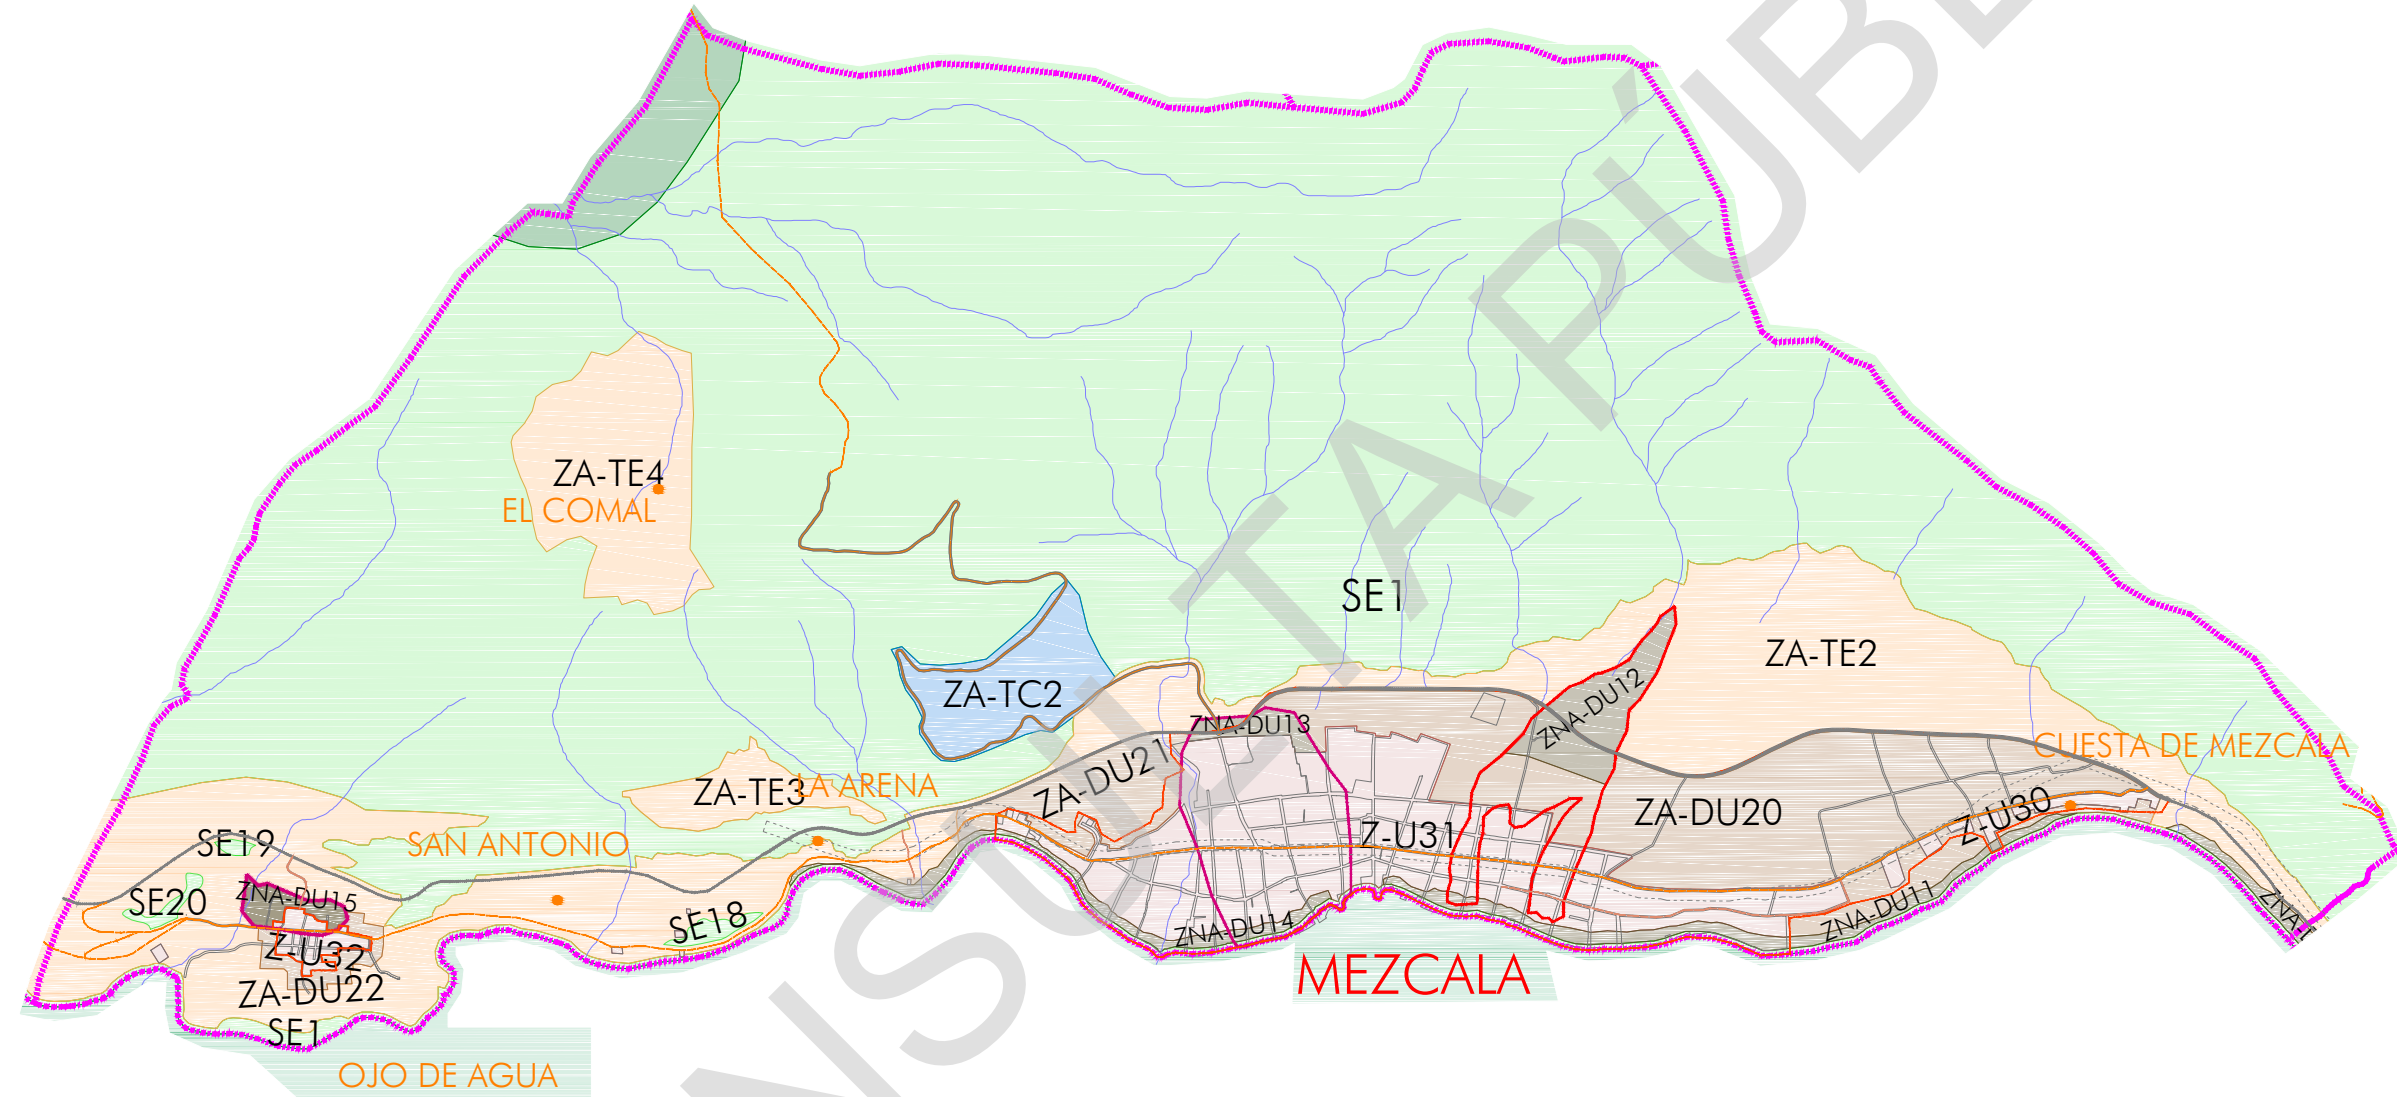 ZA-TE4
EL COMAL
SE1
ZA-TE2
ZA-TC2
ZNA-DU12
ZNA-DU13
CUESTA DE MEZCALA
ZA-DU21
ZA-TE3
LA ARENA
ZA-DU20
Z-U30
Z-U31
SE19
SAN ANTONIO
SE20
ZNA-DU15
SE18
ZNA-DU14
ZNA-DU11
Z-U32
ZA-DU22
MEZCALA
SE1
OJO DE AGUA
NSULTA PÚB